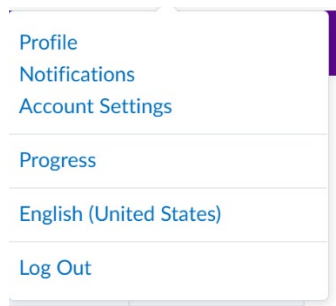 Profile
Notifications
Account Settings
Progress
English (United States)
Log Out